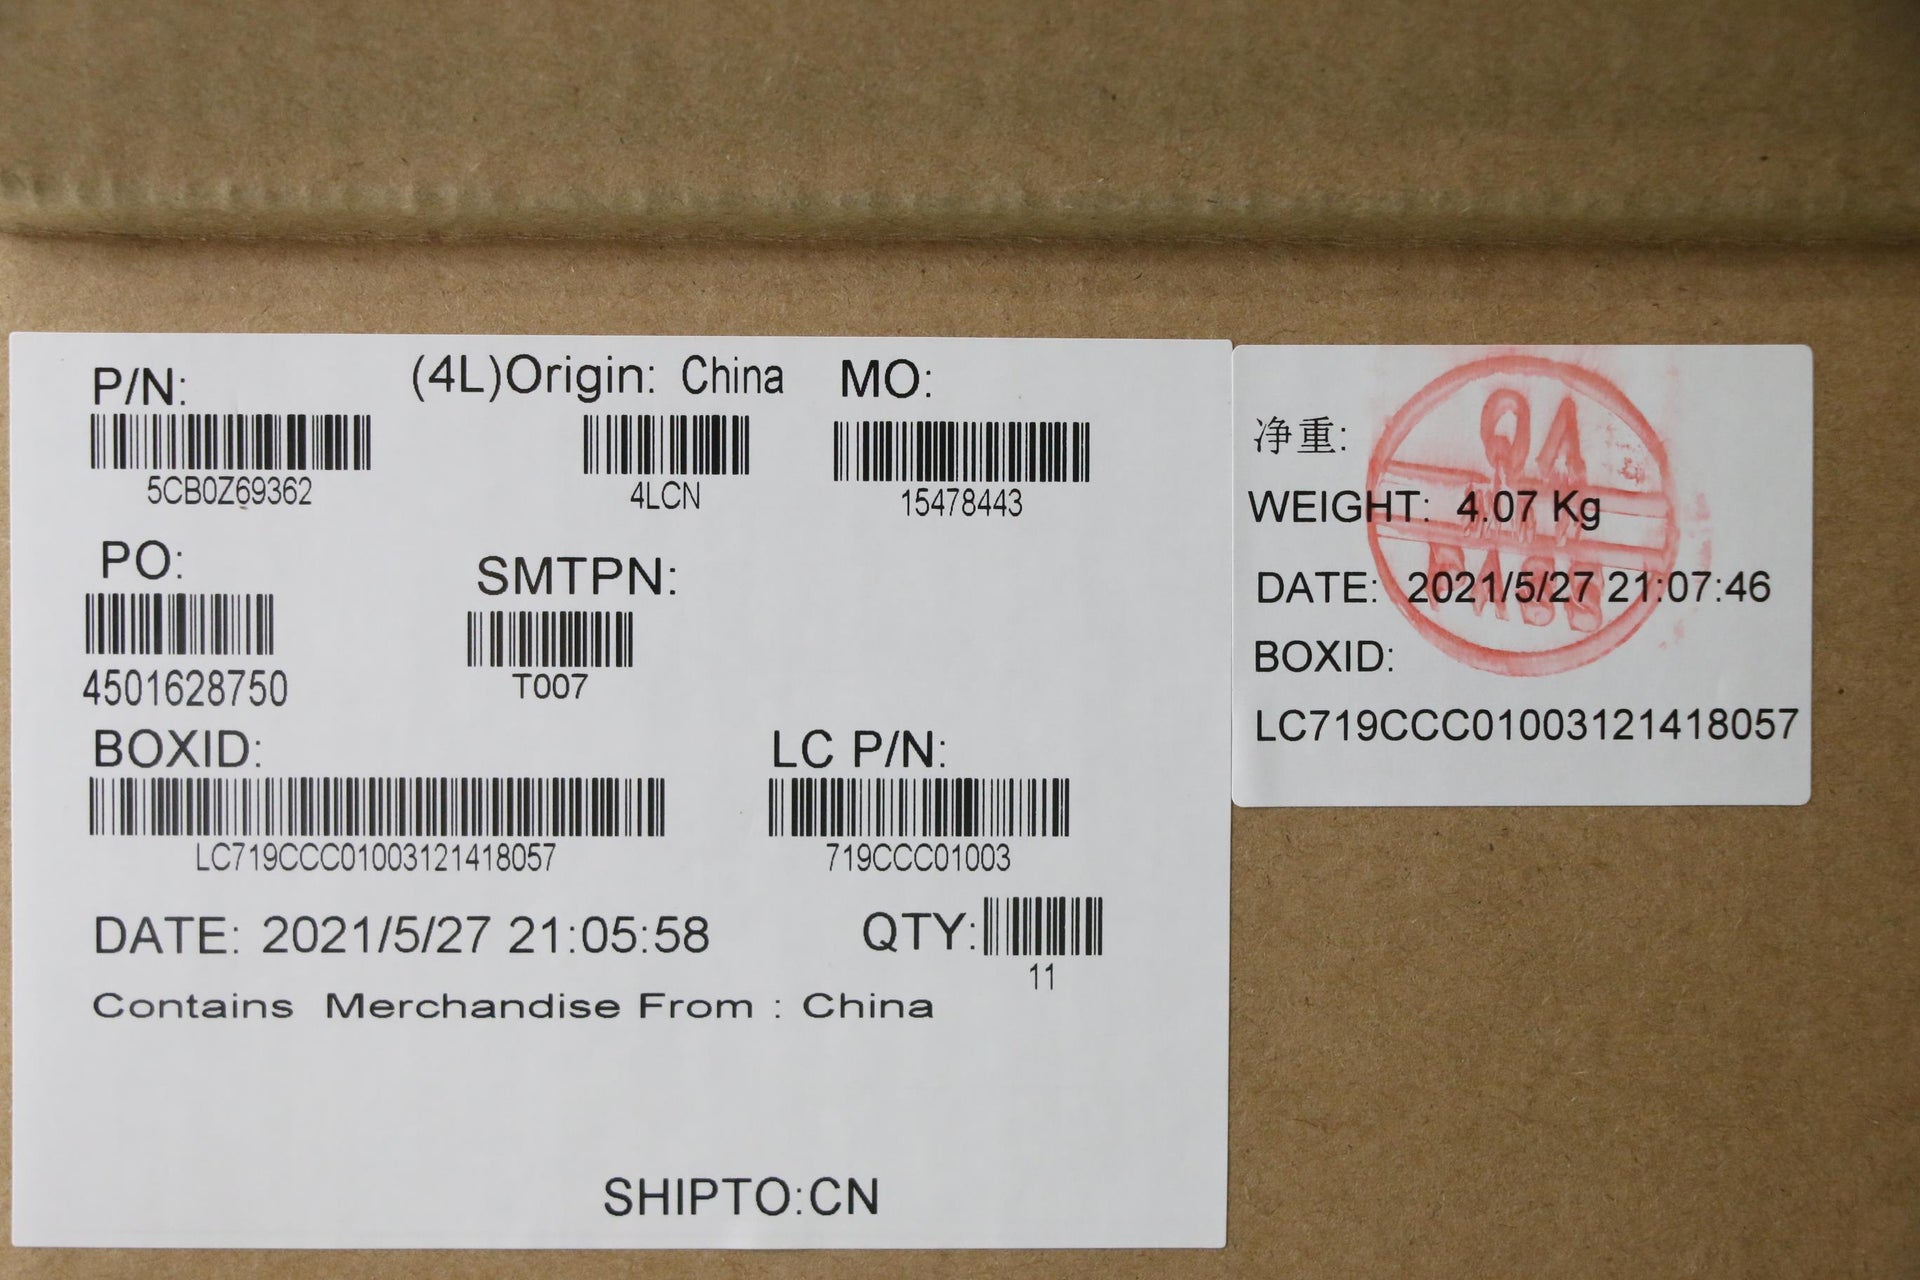 P/N:
5CB0Z69362
(4L)Origin: China
4LCN
MO:
15478443
PO:
4501628750
SMTPN:
T007
BOXID:
LC719CCC01003121418057
LC P/N:
719CCC01003
DATE: 2021/5/27 21:05:58
QTY:
11
Contains Merchandise From : China
SHIPTO:CN
净重:
WEIGHT: 4.07 Kg
DATE: 2021/5/27 21:07:46
BOXID:
LC719CCC01003121418057
QA
PASS